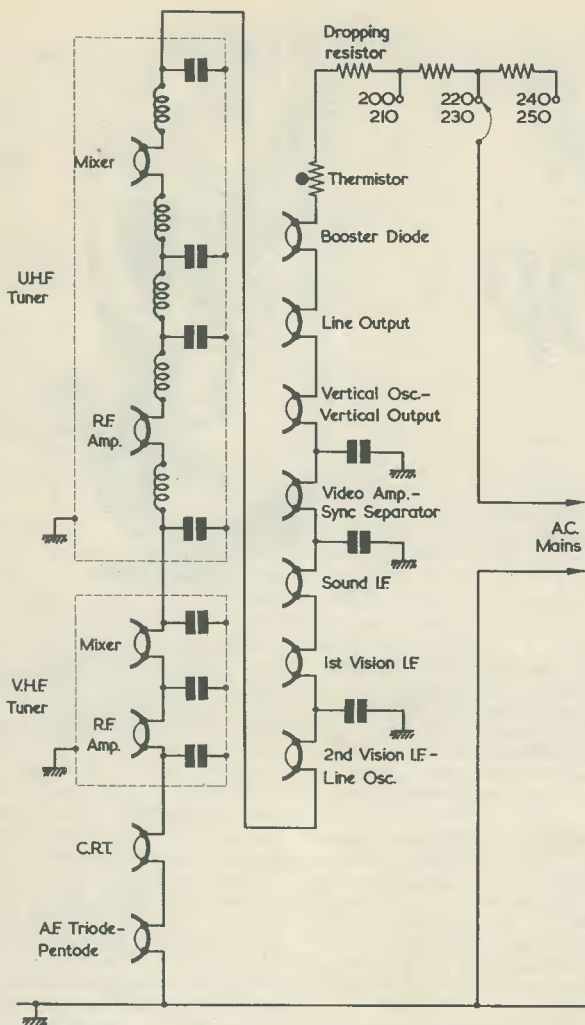 Dropping
resistor
200
210
220
230
240
250
Mixer
Thermistor
Booster Diode
U.H.F
Tuner
Line Output
R.F.
Amp.
Vertical Osc.-
Vertical Output
Video Amp.-
Sync Separator
A.C.
Mains
Sound I.F.
Mixer
1st Vision I.F
V.H.F
Tuner
R.F.
Amp.
2nd Vision I.F.-
Line Osc.
C.R.T.
A.F. Triode-
Pentode